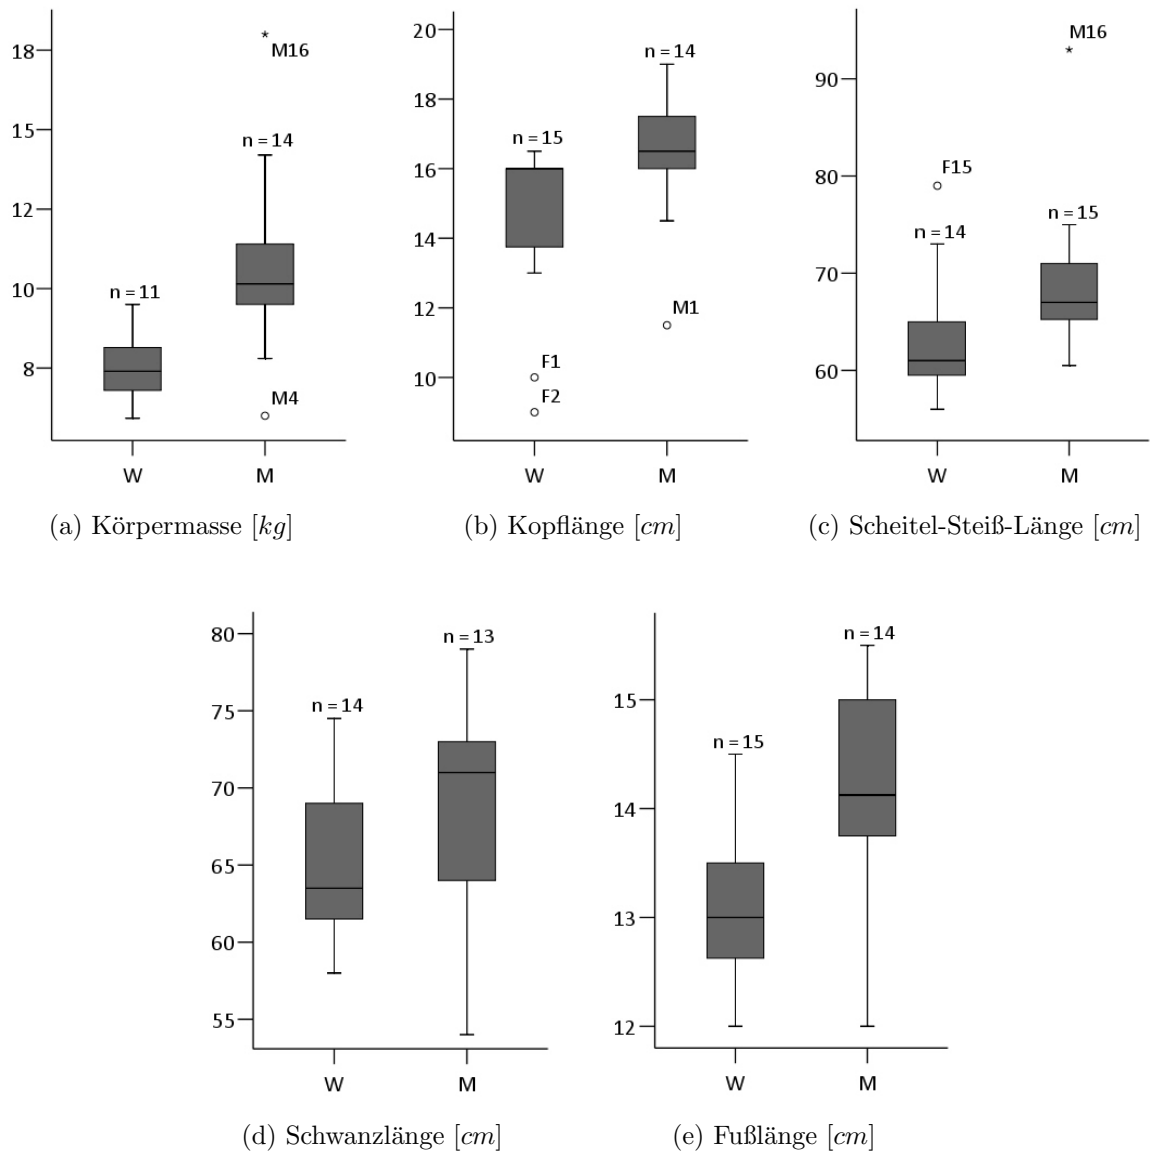 18
15
12
10
8
M16
n = 14
n = 11
M4
W M
(a) Körpermasse [kg]
20
18
16
14
12
10
n = 14
n = 15
M1
F1
F2
W M
(b) Kopflänge [cm]
90
80
70
60
M16
F15
n = 15
n = 14
W M
(c) Scheitel-Steiß-Länge [cm]
80
75
70
65
60
55
n = 13
n = 14
W M
(d) Schwanzlänge [cm]
15
14
13
12
n = 14
n = 15
W M
(e) Fußlänge [cm]